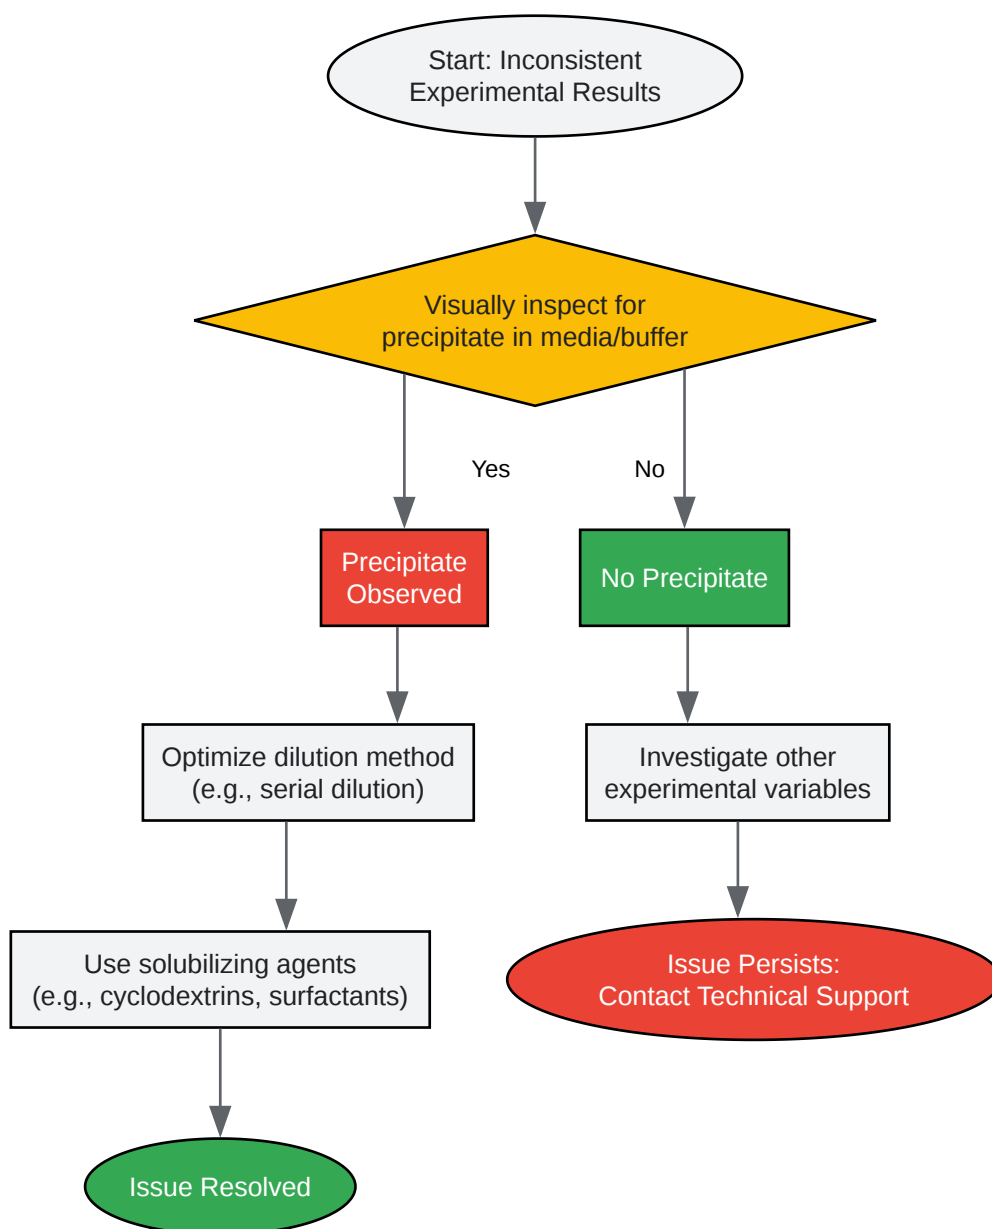 Start: Inconsistent
Experimental Results
Visually inspect for
precipitate in media/buffer
Yes
No
Precipitate
Observed
No Precipitate
Optimize dilution method
(e.g., serial dilution)
Investigate other
experimental variables
Use solubilizing agents
(e.g., cyclodextrins, surfactants)
Issue Persists:
Contact Technical Support
Issue Resolved